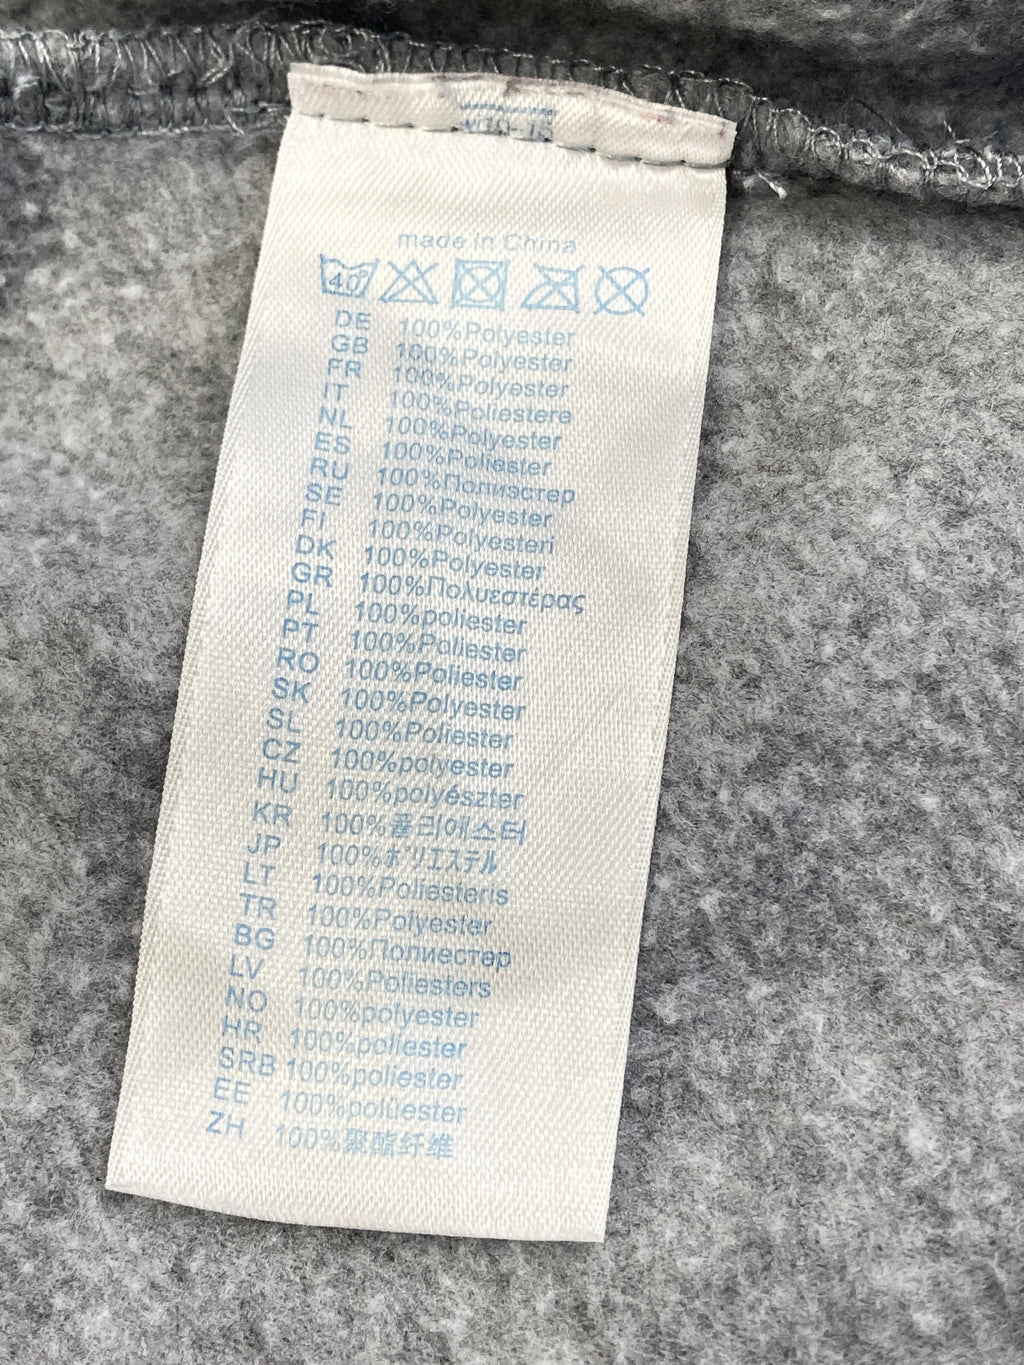 made in China
40°
DE 100%Polyester
GB 100%Polyester
FR 100%Polyester
IT 100%Poliestere
NL 100%Polyester
ES 100%Poliester
RU 100%Полиэстер
SE 100%Polyester
FI 100%Polyesteri
DK 100%Polyester
GR 100%Πολυεστέρας
PL 100%poliester
PT 100%Poliester
RO 100%Poliester
SK 100%Polyester
SL 100%Poliester
CZ 100%polyester
HU 100%polyészter
KR 100%폴리에스터
JP 100%ポリエステル
LT 100%Poliesteris
TR 100%Polyester
BG 100%Полиестер
LV 100%Poliesters
NO 100%polyester
HR 100%poliester
SRB 100%poliester
EE 100%polüester
ZH 100%聚酯纤维